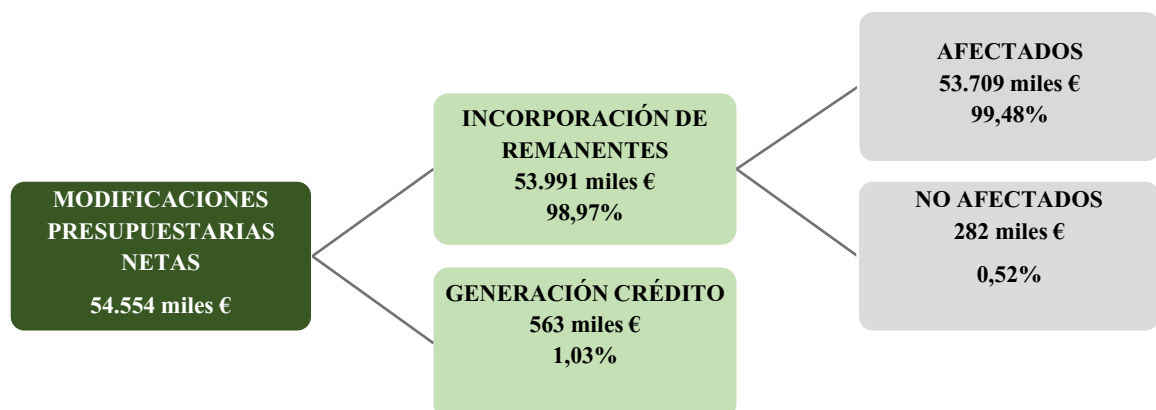 MODIFICACIONES
PRESUPUESTARIAS
NETAS
54.554 miles €
INCORPORACIÓN DE
REMANENTES
53.991 miles €
98,97%
GENERACIÓN CRÉDITO
563 miles €
1,03%
AFECTADOS
53.709 miles €
99,48%
NO AFECTADOS
282 miles €
0,52%